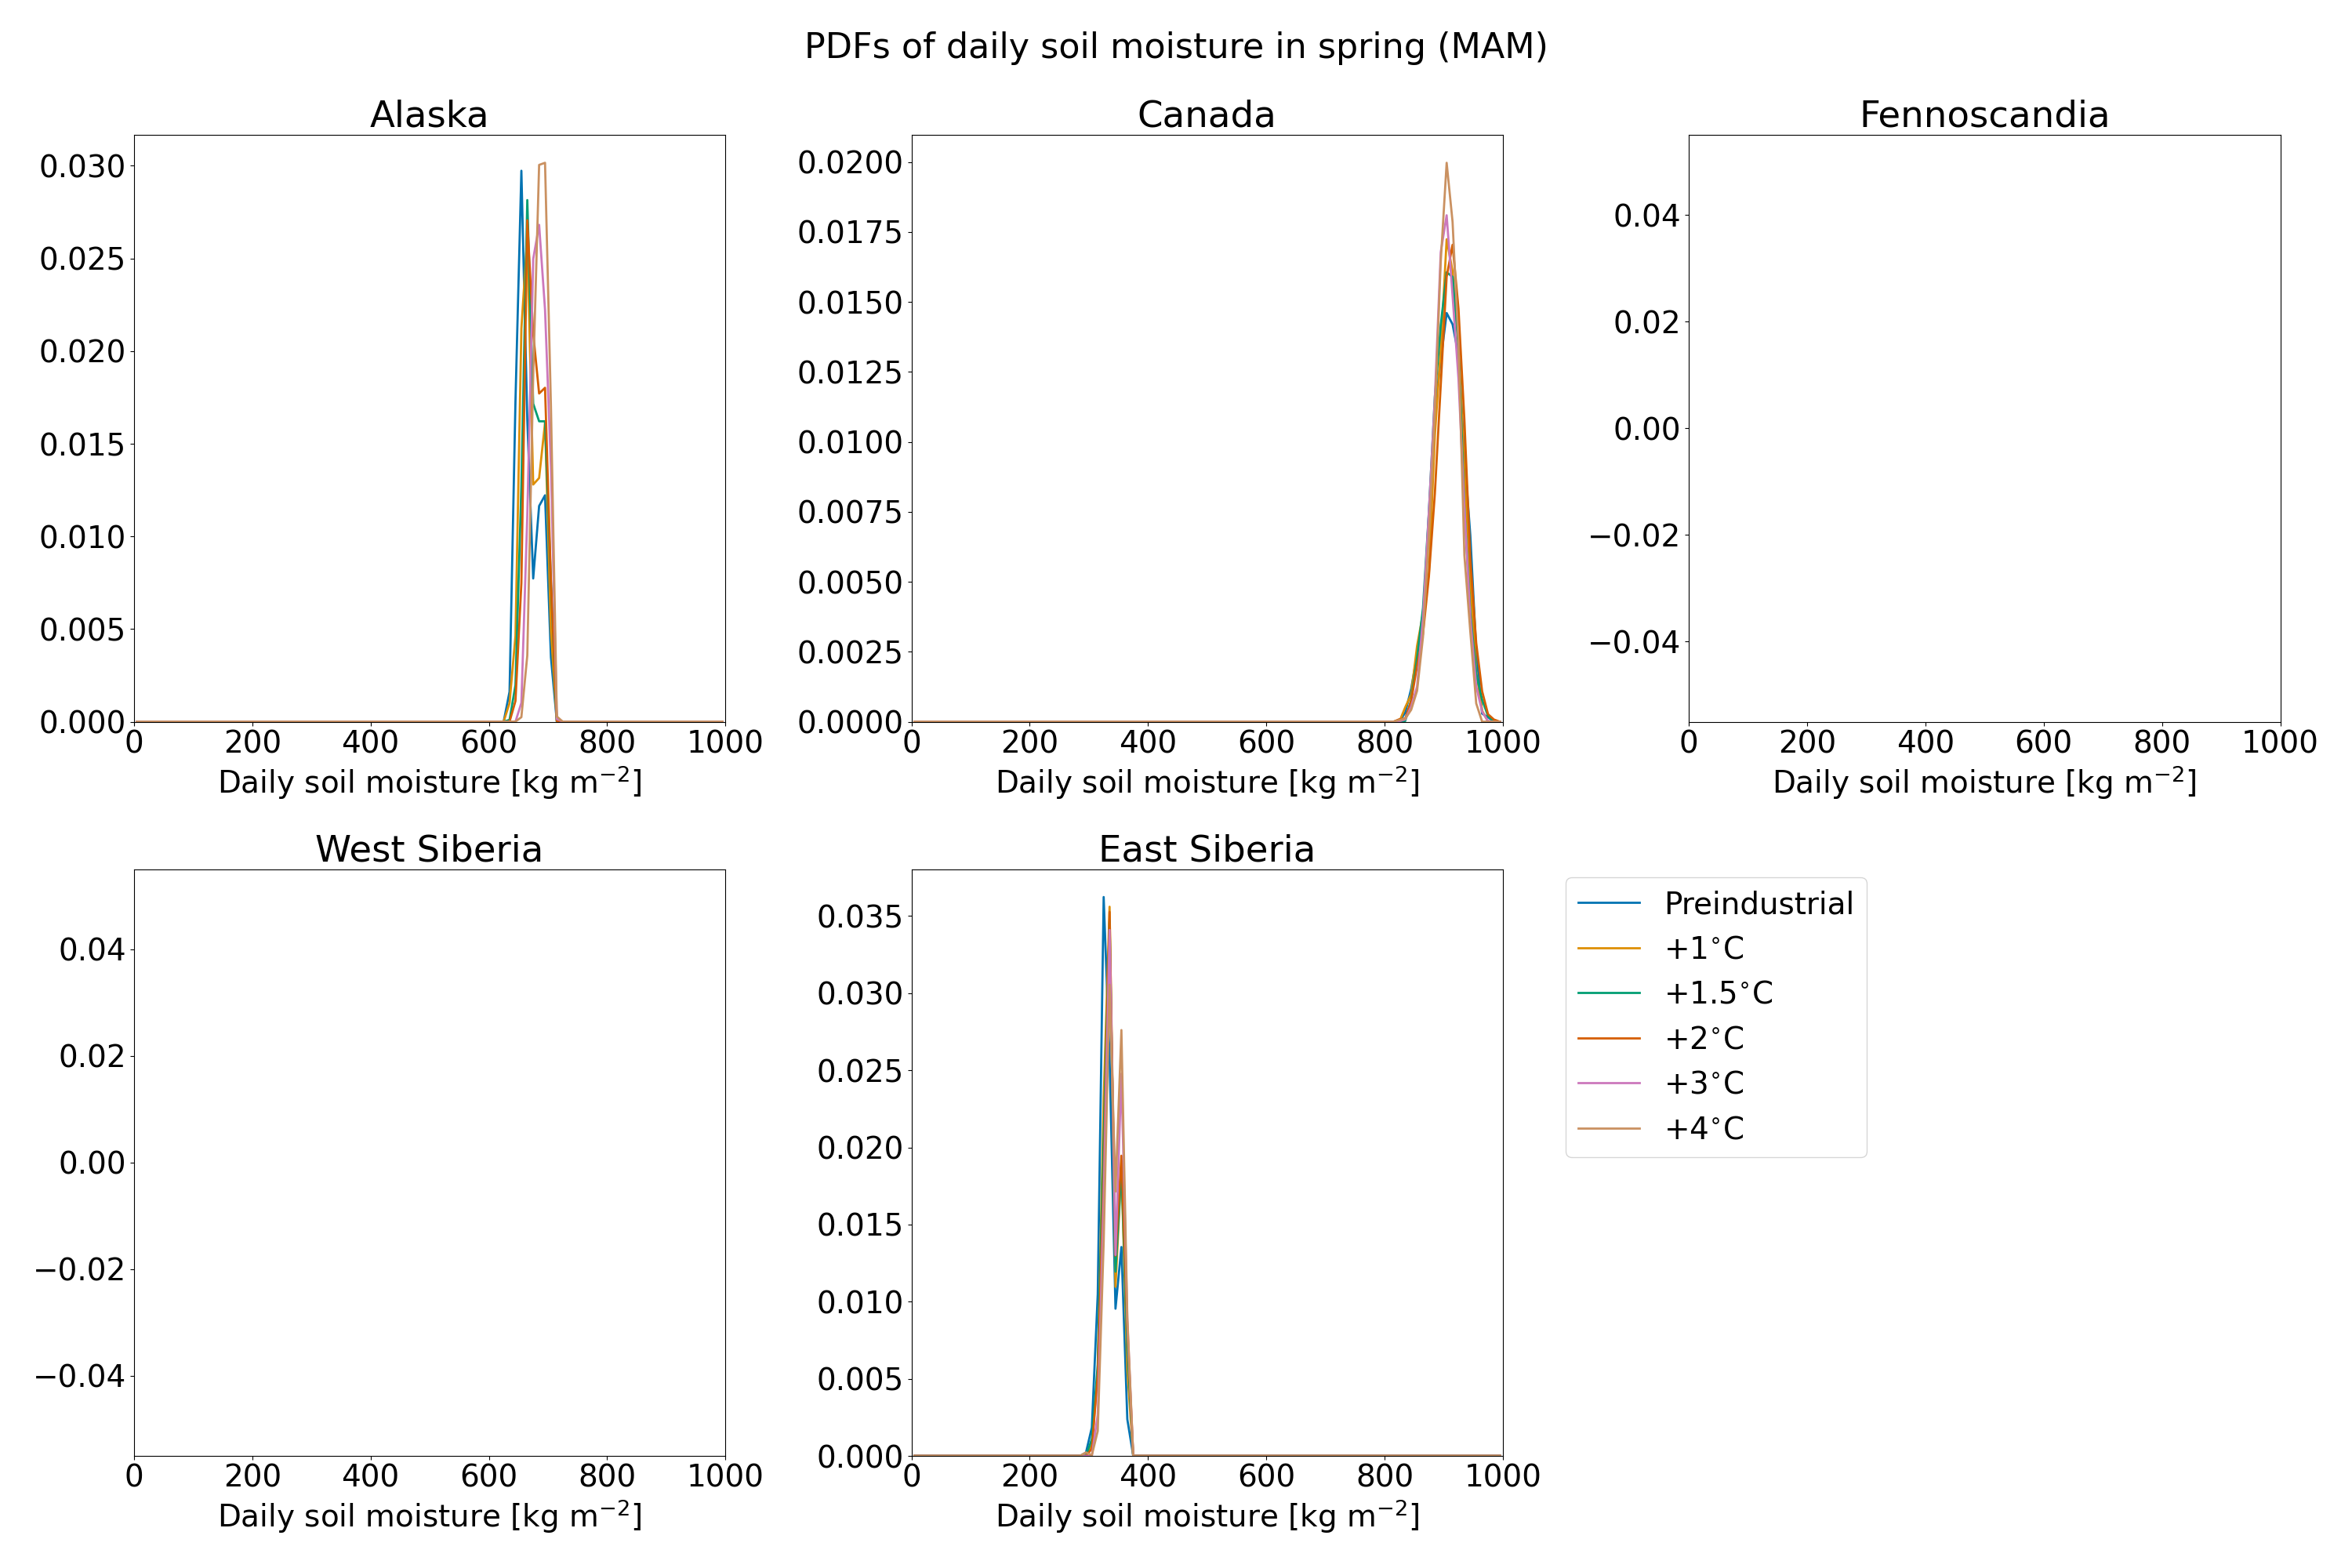 PDFs of daily soil moisture in spring (MAM)
Alaska
0.030
0.025
0.020
0.015
0.010
0.005
0.000
0 200 400 600 800 1000
Daily soil moisture [kg m⁻²]
Canada
0.0200
0.0175
0.0150
0.0125
0.0100
0.0075
0.0050
0.0025
0.0000
0 200 400 600 800 1000
Daily soil moisture [kg m⁻²]
Fennoscandia
0.04
0.02
0.00
−0.02
−0.04
0 200 400 600 800 1000
Daily soil moisture [kg m⁻²]
West Siberia
0.04
0.02
0.00
−0.02
−0.04
0 200 400 600 800 1000
Daily soil moisture [kg m⁻²]
East Siberia
0.035
0.030
0.025
0.020
0.015
0.010
0.005
0.000
0 200 400 600 800 1000
Daily soil moisture [kg m⁻²]
Preindustrial
+1°C
+1.5°C
+2°C
+3°C
+4°C